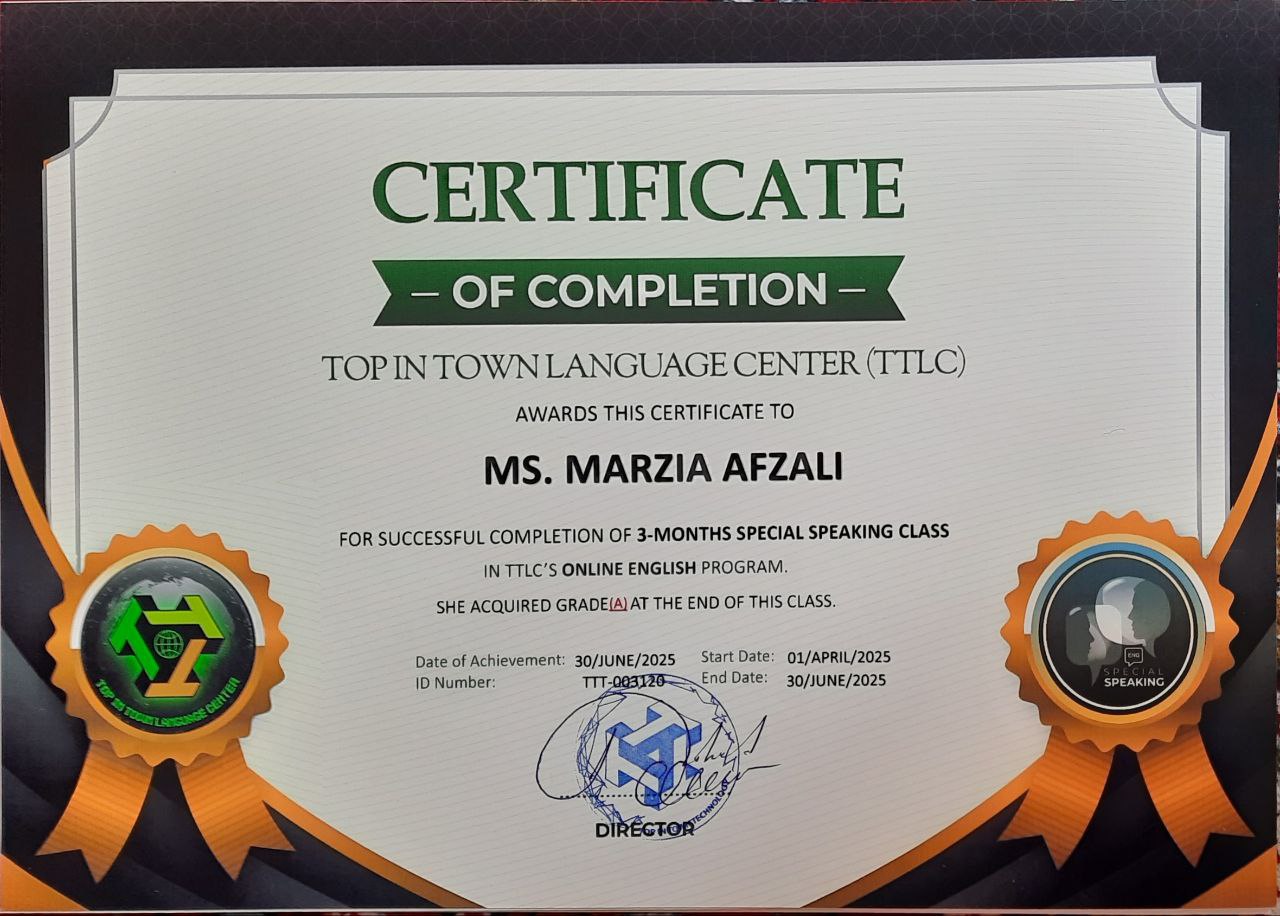 CERTIFICATE
– OF COMPLETION –
TOP IN TOWN LANGUAGE CENTER (TTLC)
AWARDS THIS CERTIFICATE TO
MS. MARZIA AFZALI
FOR SUCCESSFUL COMPLETION OF 3-MONTHS SPECIAL SPEAKING CLASS
IN TTLC'S ONLINE ENGLISH PROGRAM.
SHE ACQUIRED GRADE(A) AT THE END OF THIS CLASS.
Date of Achievement: 30/JUNE/2025 Start Date: 01/APRIL/2025
ID Number: TTT-003120 End Date: 30/JUNE/2025
DIRECTOR
TOP IN TOWN LANGUAGE CENTER
ENG
SPECIAL
SPEAKING